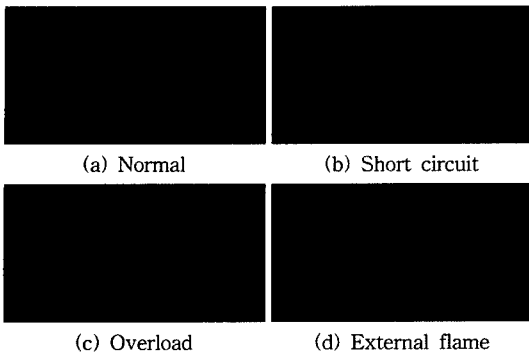 (a) Normal
(b) Short circuit
(c) Overload
(d) External flame